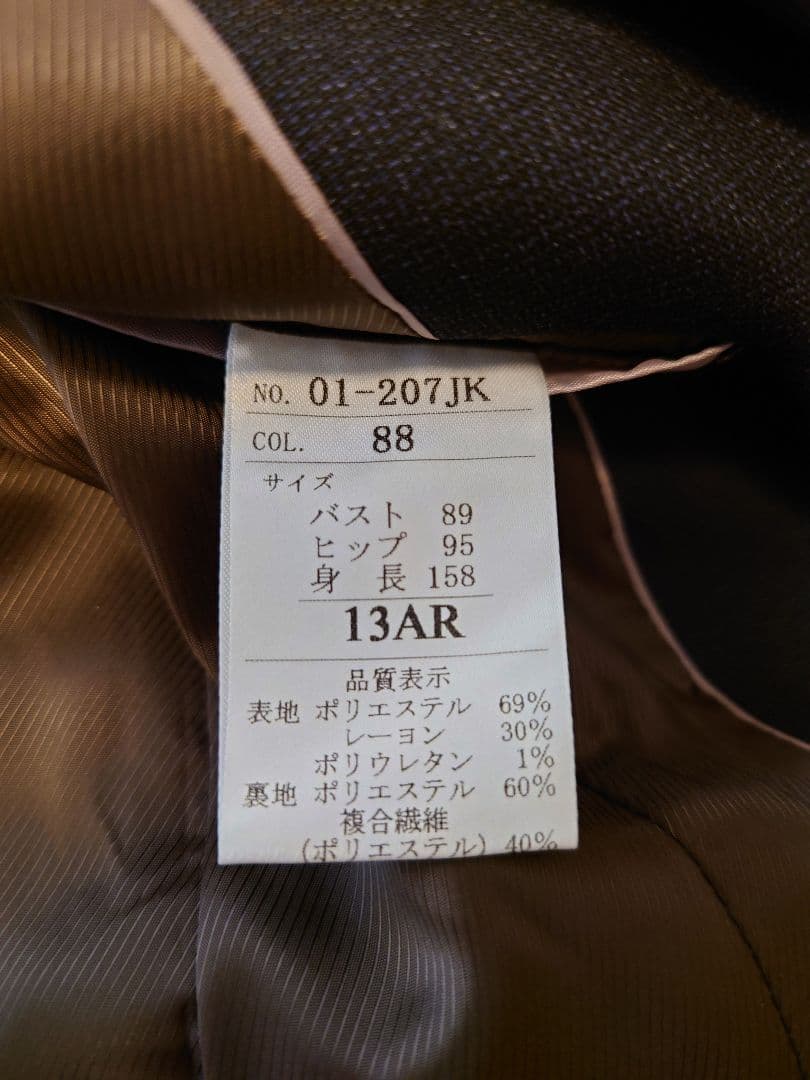 NO. 01-207JK
COL. 88
サイズ
バスト 89
ヒップ 95
身 長 158
13AR
品質表示
表地 ポリエステル 69%
レーヨン 30%
ポリウレタン 1%
裏地 ポリエステル 60%
複合繊維
(ポリエステル) 40%